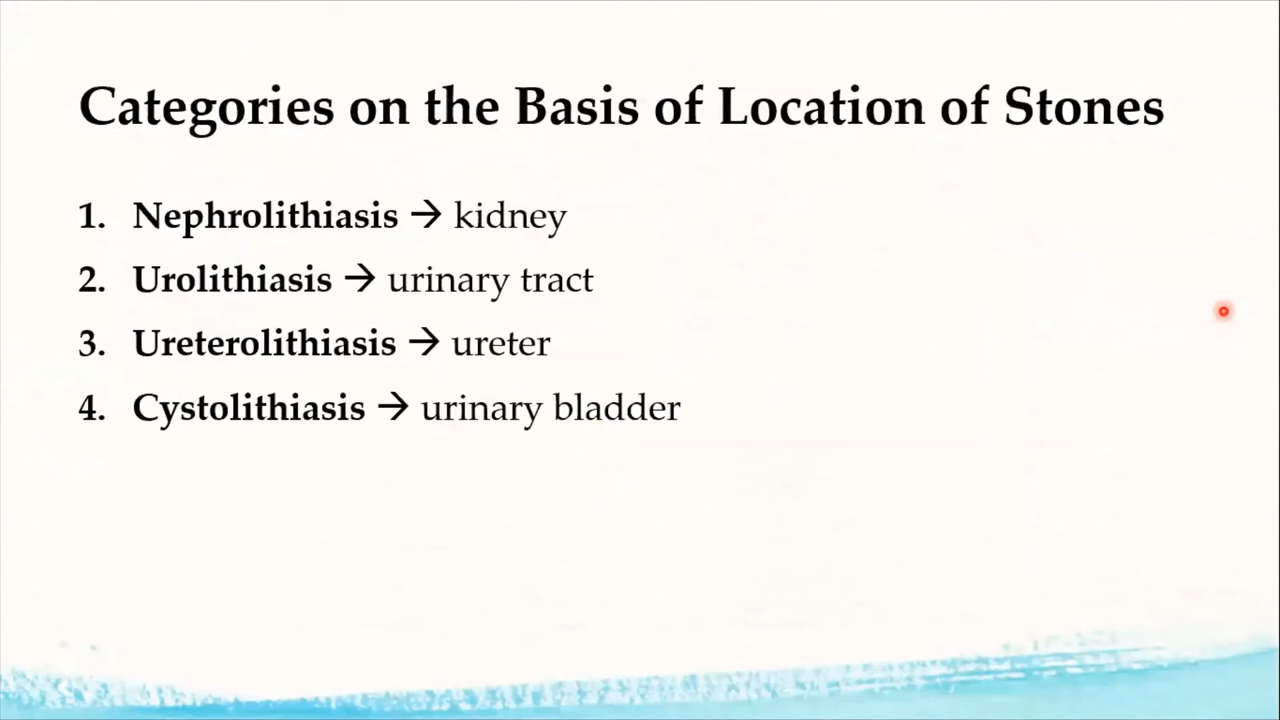 Categories on the Basis of Location of Stones
1. Nephrolithiasis → kidney
2. Urolithiasis → urinary tract
3. Ureterolithiasis → ureter
4. Cystolithiasis → urinary bladder